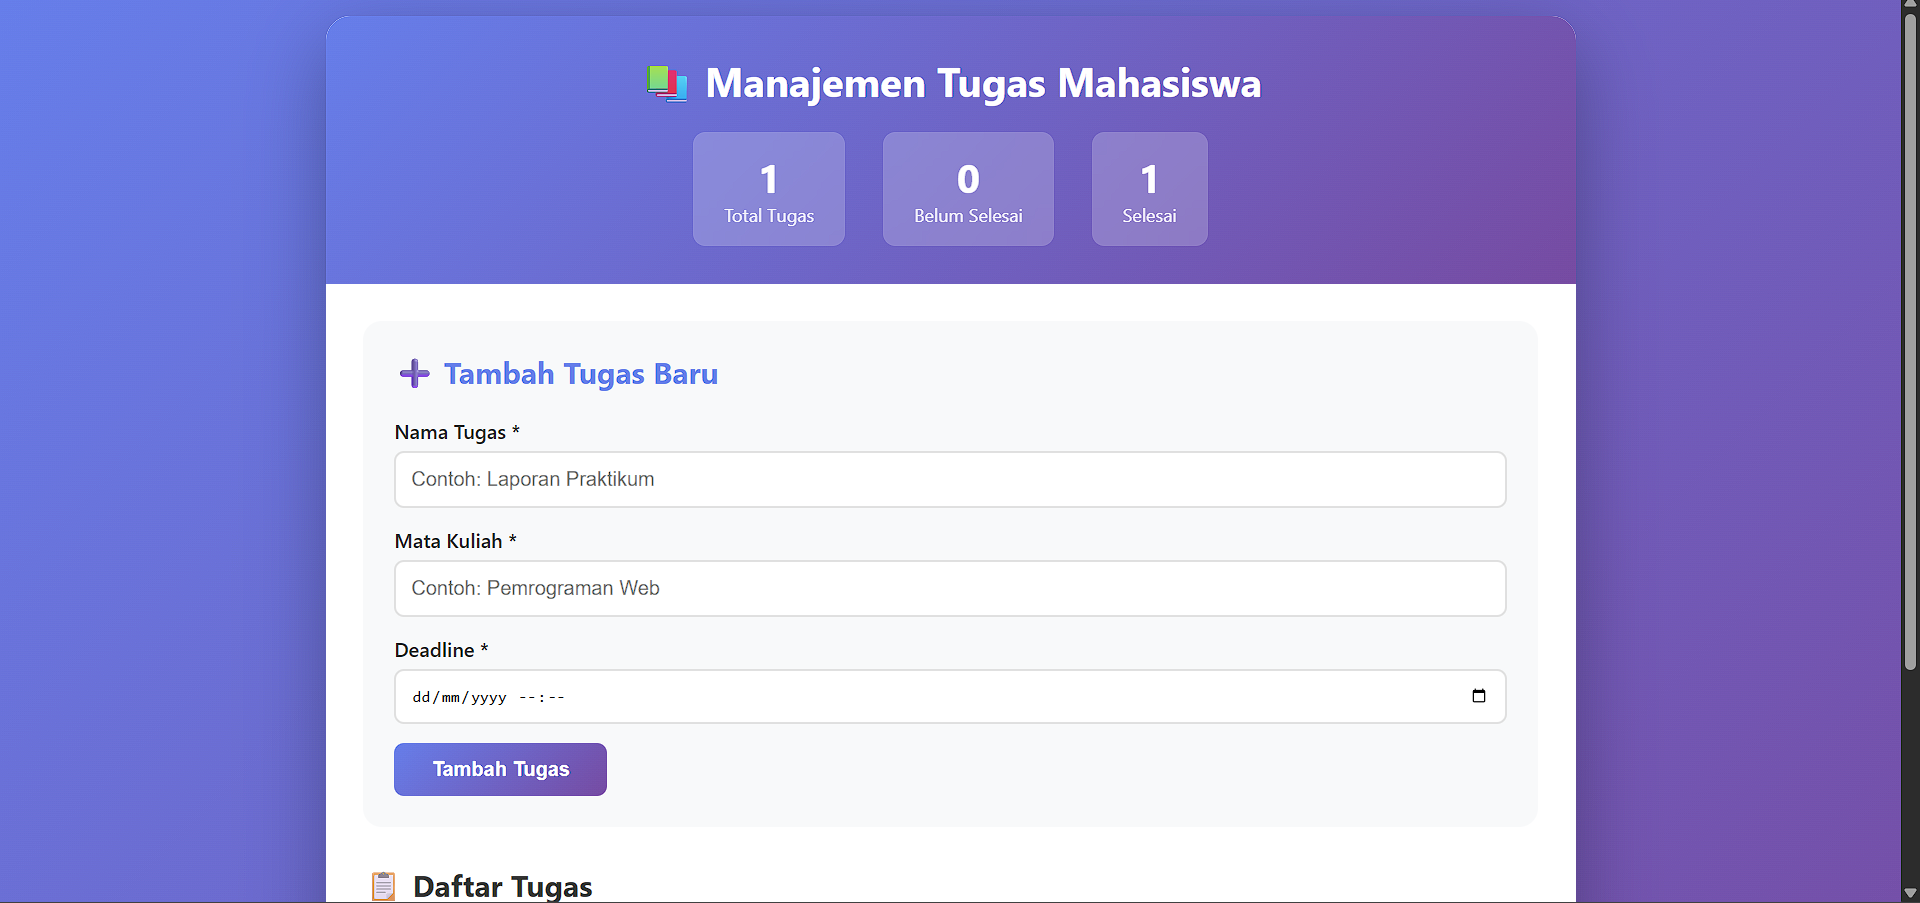 Manajemen Tugas Mahasiswa
1
Total Tugas
0
Belum Selesai
1
Selesai
Tambah Tugas Baru
Nama Tugas *
Contoh: Laporan Praktikum
Mata Kuliah *
Contoh: Pemrograman Web
Deadline *
dd/mm/yyyy --:--
Tambah Tugas
Daftar Tugas